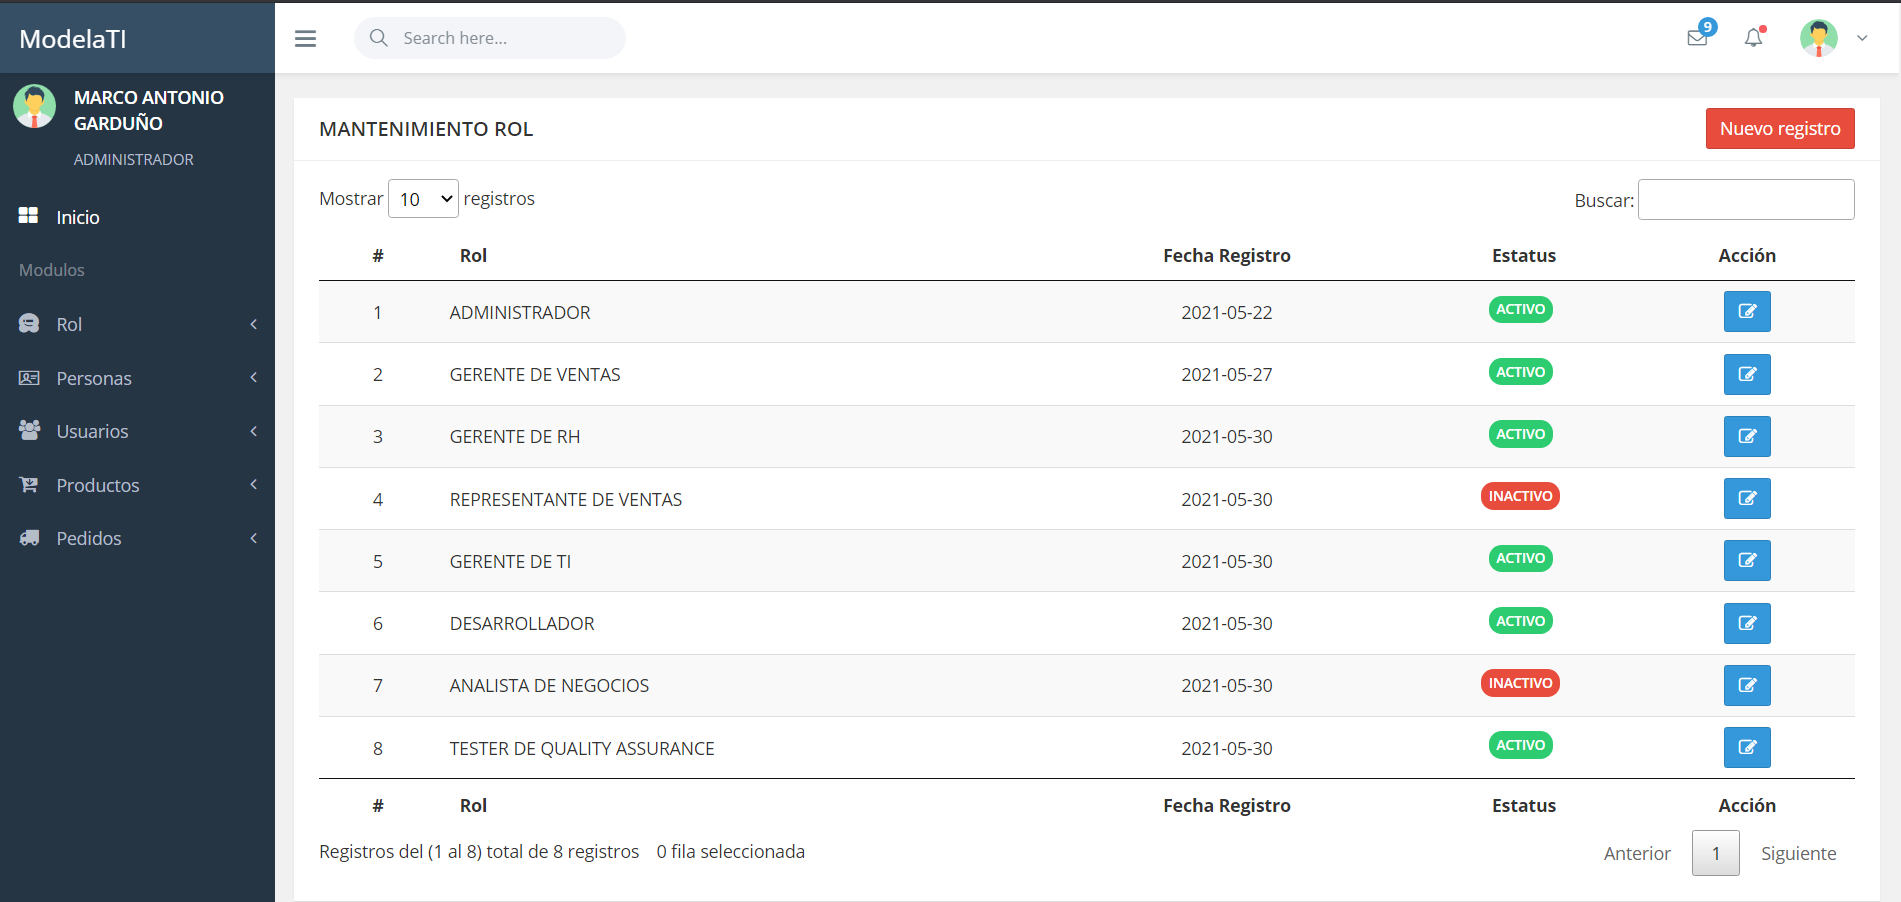 ModelaTI
Search here...
9
MARCO ANTONIO
GARDUÑO
ADMINISTRADOR
Inicio
Modulos
Rol
Personas
Usuarios
Productos
Pedidos
MANTENIMIENTO ROL
Nuevo registro
Mostrar 10 registros
Buscar:
# Rol Fecha Registro Estatus Acción
1 ADMINISTRADOR 2021-05-22 ACTIVO
2 GERENTE DE VENTAS 2021-05-27 ACTIVO
3 GERENTE DE RH 2021-05-30 ACTIVO
4 REPRESENTANTE DE VENTAS 2021-05-30 INACTIVO
5 GERENTE DE TI 2021-05-30 ACTIVO
6 DESARROLLADOR 2021-05-30 ACTIVO
7 ANALISTA DE NEGOCIOS 2021-05-30 INACTIVO
8 TESTER DE QUALITY ASSURANCE 2021-05-30 ACTIVO
# Rol Fecha Registro Estatus Acción
Registros del (1 al 8) total de 8 registros 0 fila seleccionada
Anterior 1 Siguiente